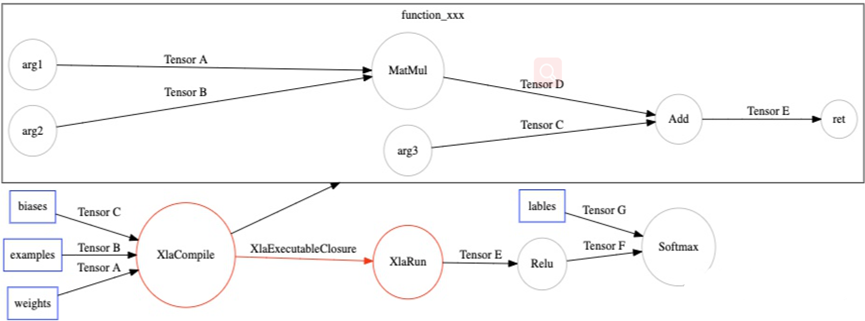 function_xxx
arg1
Tensor A
MatMul
arg2
Tensor B
Tensor D
arg3
Tensor C
Add
Tensor E
ret
biases
Tensor C
examples
Tensor B
weights
Tensor A
XlaCompile
XlaExecutableClosure
XlaRun
Tensor E
Relu
lables
Tensor G
Tensor F
Softmax